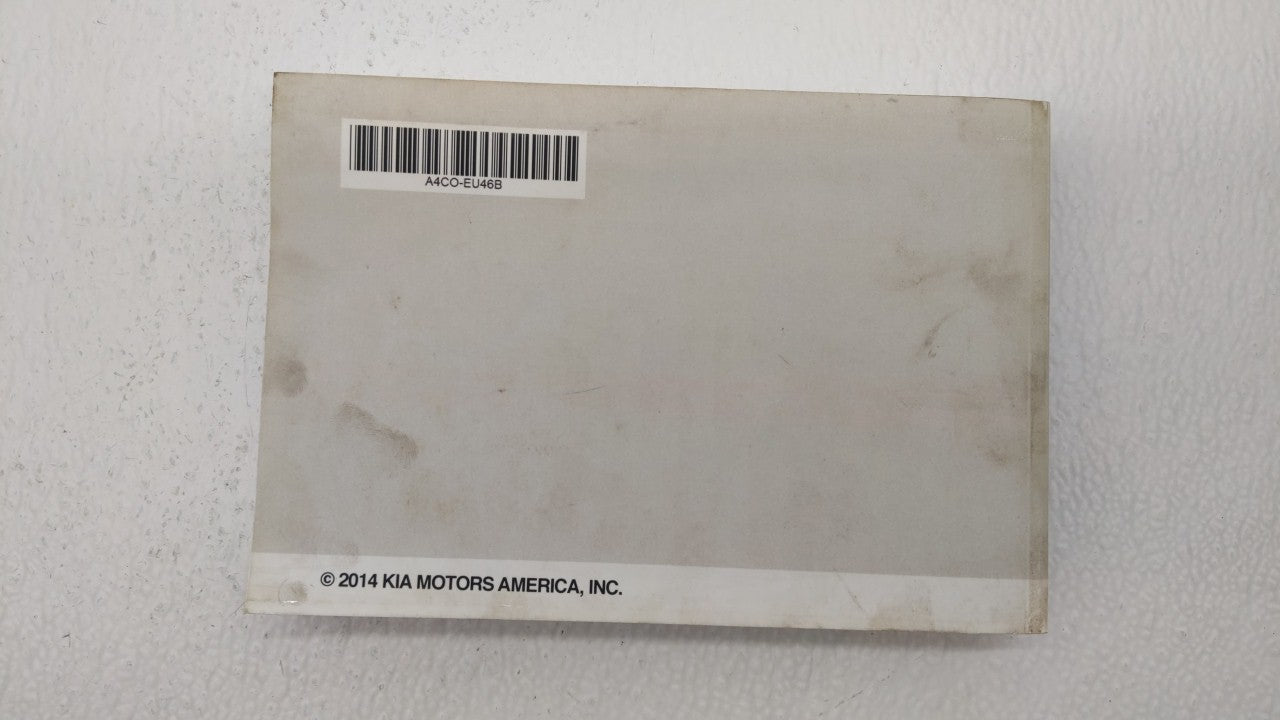 A4CO-EU46B
© 2014 KIA MOTORS AMERICA, INC.